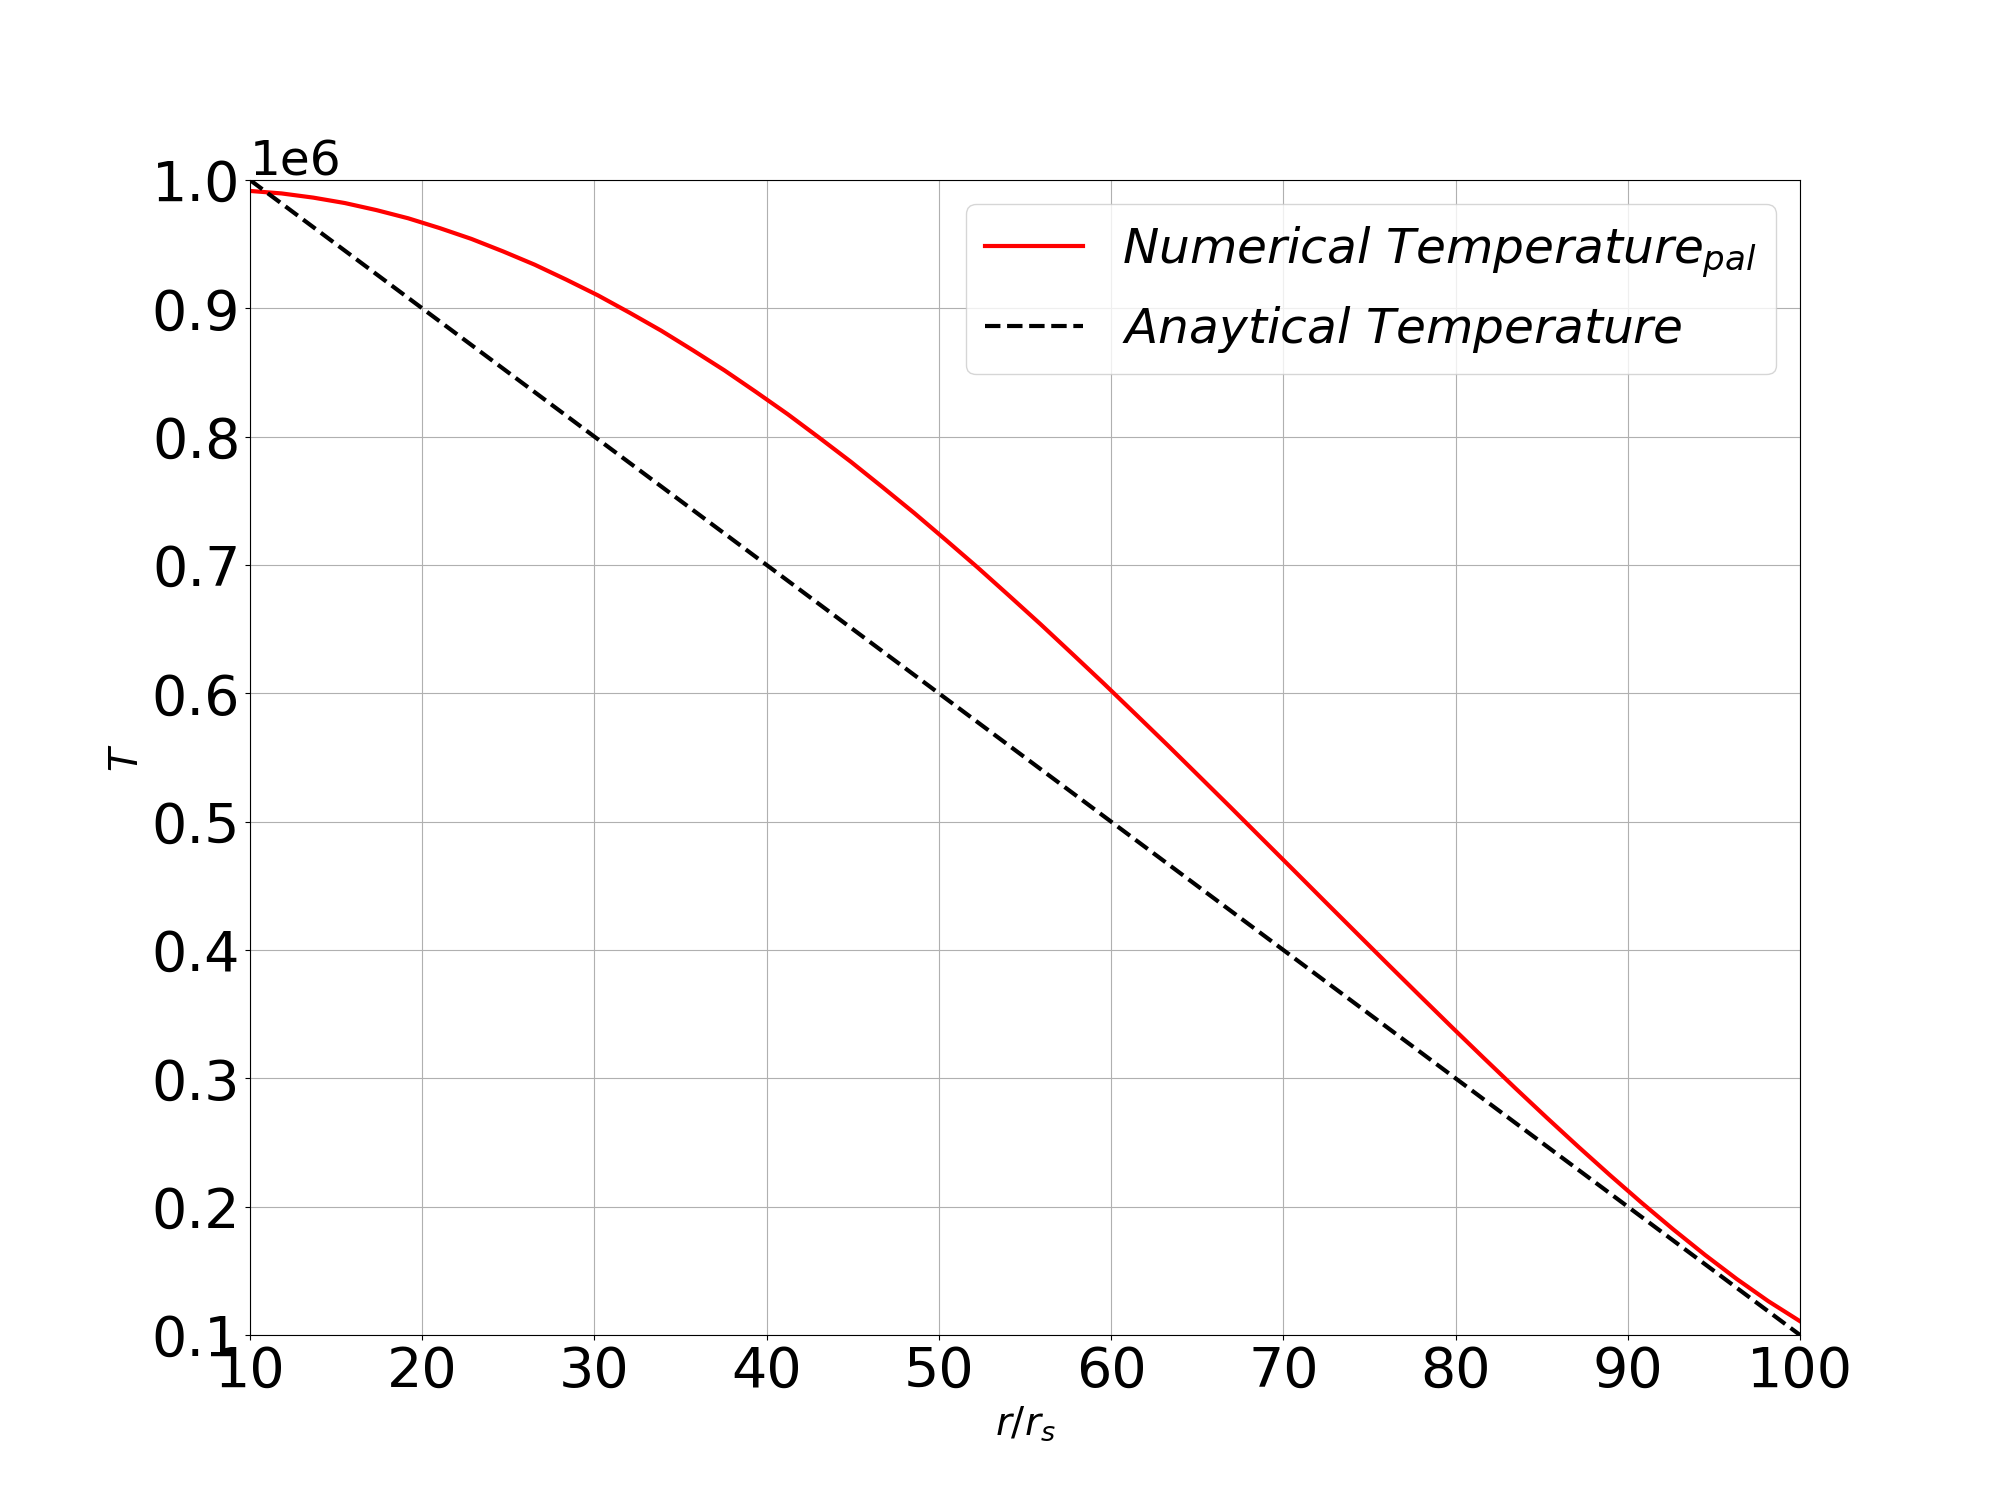 1e6
1.0
0.9
0.8
0.7
0.6
0.5
0.4
0.3
0.2
0.1
T
Numerical Temperature_pal
Anaytical Temperature
10 20 30 40 50 60 70 80 90 100
r/r_s